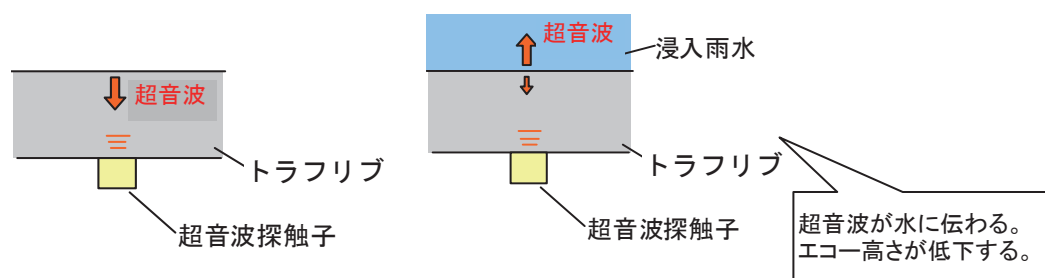 超音波
トラフリブ
超音波探触子
超音波
浸入雨水
トラフリブ
超音波探触子
超音波が水に伝わる。
エコー高さが低下する。